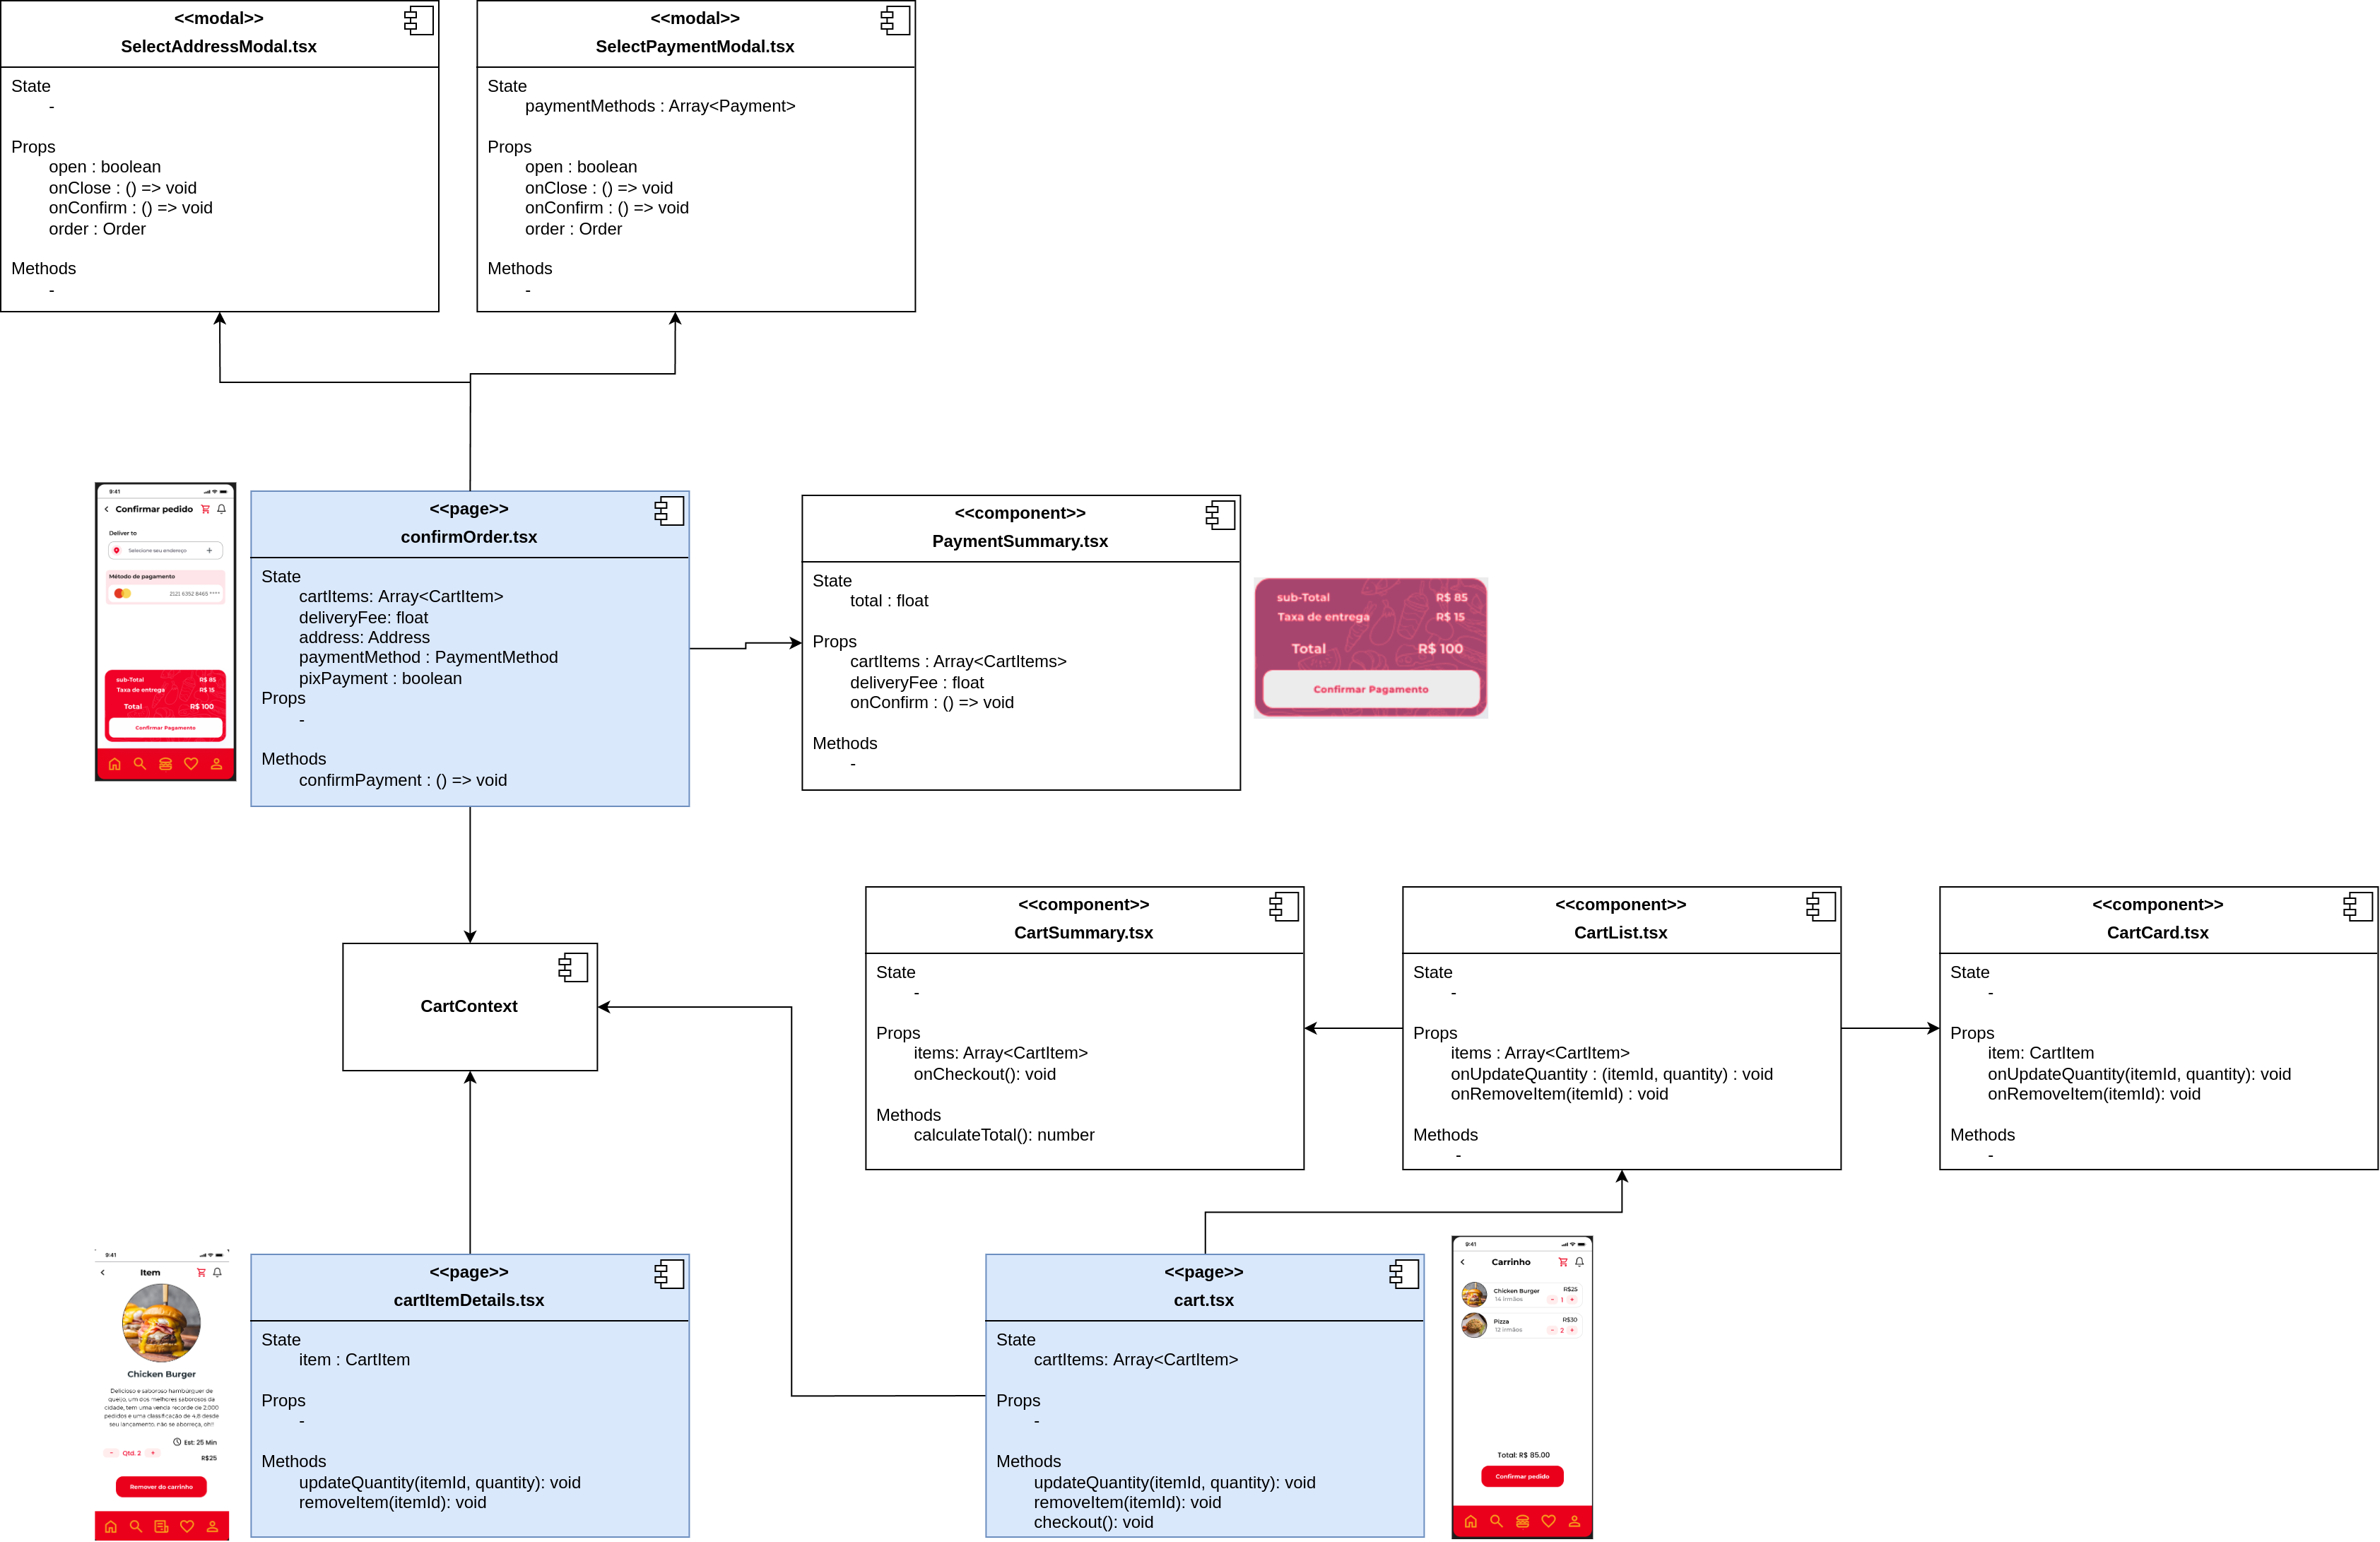 <<modal>>
SelectAddressModal.tsx
State
-
Props
open : boolean
onClose : () => void
onConfirm : () => void
order : Order
Methods
-
<<modal>>
SelectPaymentModal.tsx
State
paymentMethods : Array<Payment>
Props
open : boolean
onClose : () => void
onConfirm : () => void
order : Order
Methods
-
9:41
Confirmar pedido
Deliver to
Selecione seu endereço
+
Método de pagamento
2121 6352 8465 ****
sub-Total R$ 85
Taxa de entrega R$ 15
Total R$ 100
Confirmar Pagamento
<<page>>
confirmOrder.tsx
State
cartItems: Array<CartItem>
deliveryFee: float
address: Address
paymentMethod : PaymentMethod
pixPayment : boolean
Props
-
Methods
confirmPayment : () => void
<<component>>
PaymentSummary.tsx
State
total : float
Props
cartItems : Array<CartItems>
deliveryFee : float
onConfirm : () => void
Methods
-
sub-Total R$ 85
Taxa de entrega R$ 15
Total R$ 100
Confirmar Pagamento
CartContext
<<component>>
CartSummary.tsx
State
-
Props
items: Array<CartItem>
onCheckout(): void
Methods
calculateTotal(): number
<<component>>
CartList.tsx
State
-
Props
items : Array<CartItem>
onUpdateQuantity : (itemId, quantity) : void
onRemoveItem(itemId) : void
Methods
-
<<component>>
CartCard.tsx
State
-
Props
item: CartItem
onUpdateQuantity(itemId, quantity): void
onRemoveItem(itemId): void
Methods
-
9:41
Item
Chicken Burger
Delicioso e saboroso hamburguer de
queijo, um dos melhores saborosos da
cidade, tem uma venda recorde de 2,000
pedidos e uma classificação de 4,8 desde
seu lançamento. não se aborreça, oh!!
Est: 25 Min
- Qtd. 2 +
R$25
Remover do carrinho
<<page>>
cartItemDetails.tsx
State
item : CartItem
Props
-
Methods
updateQuantity(itemId, quantity): void
removeItem(itemId): void
<<page>>
cart.tsx
State
cartItems: Array<CartItem>
Props
-
Methods
updateQuantity(itemId, quantity): void
removeItem(itemId): void
checkout(): void
9:41
Carrinho
Chicken Burger R$25
14 irmãos - 1 +
Pizza R$30
12 irmãos - 2 +
Total: R$ 85.00
Confirmar pedido